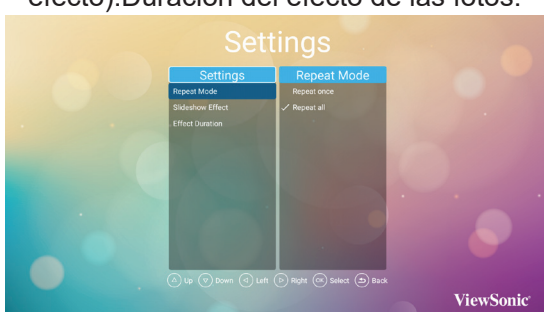 efecto).Duración del efecto de las fotos.
Settings
Settings
Repeat Mode
Repeat Mode
Repeat once
Slideshow Effect
✓ Repeat all
Effect Duration
Up Down Left Right OK Select Back
ViewSonic